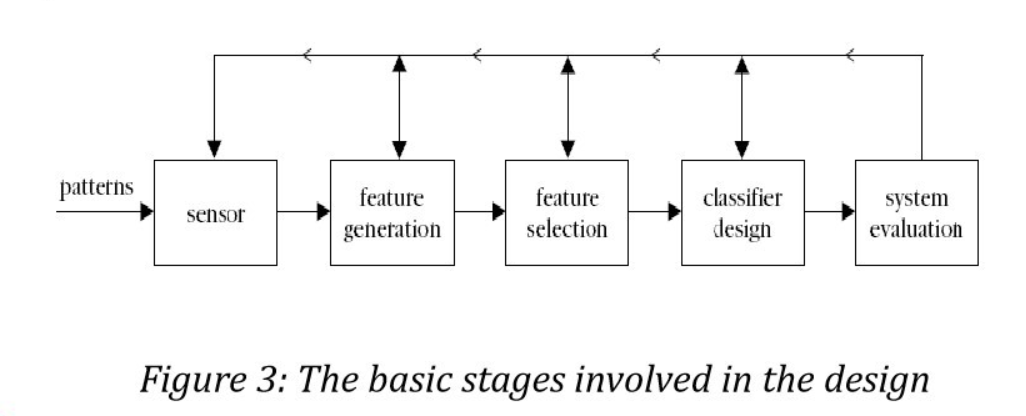 patterns
sensor
feature
generation
feature
selection
classifier
design
system
evaluation
Figure 3: The basic stages involved in the design